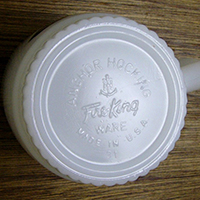 ANCHOR HOCKING
Fire-King
WARE
MADE IN U.S.A.